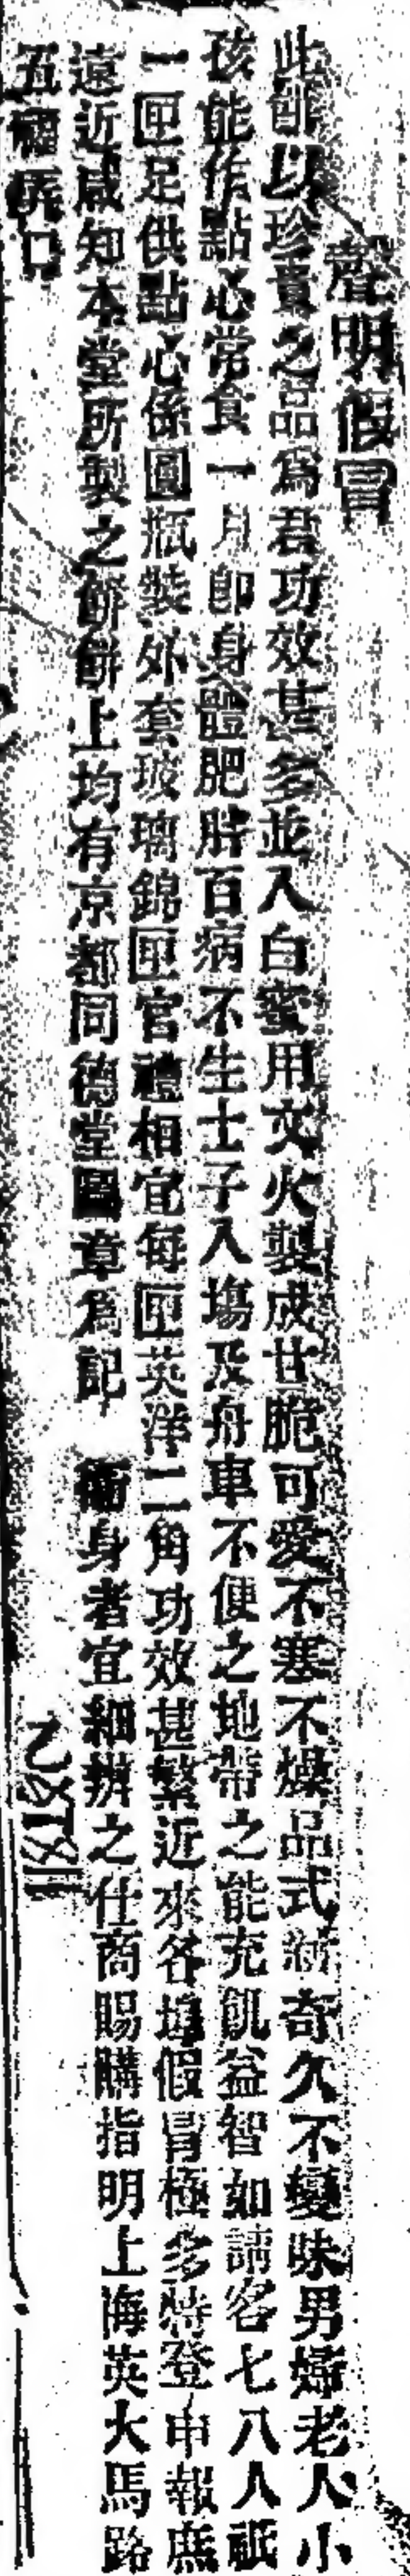 聲明假冒
此餅以珍貴之品爲君功效甚多並入白蜜用文火製成甘脆可愛不寒不燥品式新奇久不變味男婦老人小
孩能作點心常食一月卽身體肥胖百病不生士子入塲及舟車不便之地帶之能充飢益智如請客七八人祇
一匣足供點心係圓瓶裝外套玻璃錦匣官禮相宜每匣英洋二角功效甚繁近來各埠假冒極多特登申報庶
遠近咸知本堂所製之餅餅上均有京都同德堂圖章爲記 衞身者宜細辨之仕商賜購指明上海英大馬路
五福弄口